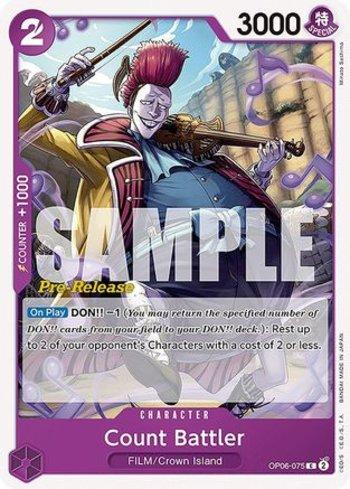 2
3000
特
SPECIAL
Minato Sashima
COUNTER +1000
SAMPLE
Pre-Release
On Play DON!! −1 (You may return the specified number of
DON!! cards from your field to your DON!! deck.): Rest up
to 2 of your opponent's Characters with a cost of 2 or less.
CHARACTER
Count Battler
FILM/Crown Island
OP06-075 C 2
©E.O./S. ©E.O./S., T.A. BANDAI MADE IN JAPAN